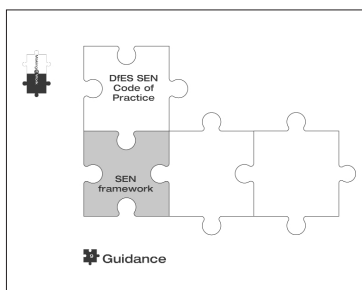 DfES SEN
Code of
Practice
SEN
framework
Guidance